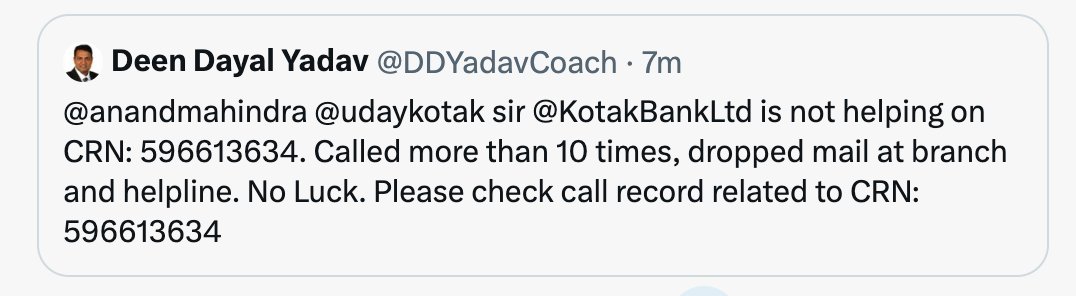 Deen Dayal Yadav @DDYadavCoach · 7m
@anandmahindra @udaykotak sir @KotakBankLtd is not helping on
CRN: 596613634. Called more than 10 times, dropped mail at branch
and helpline. No Luck. Please check call record related to CRN:
596613634